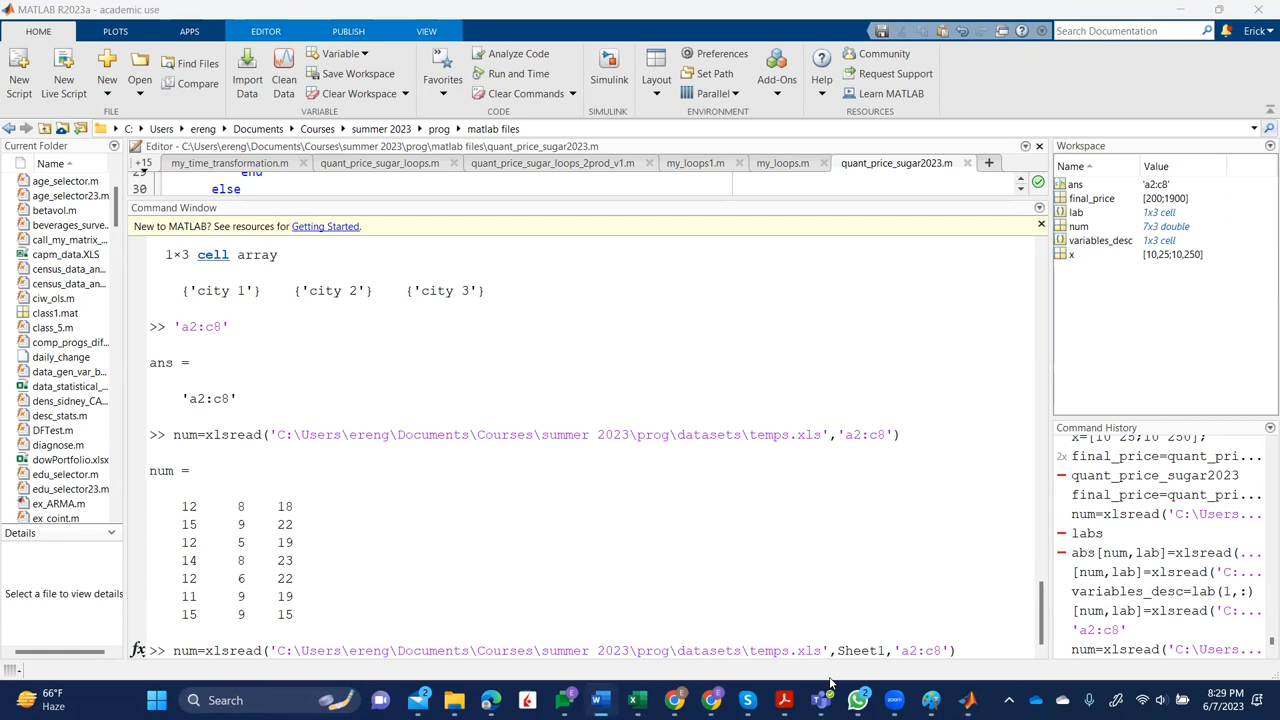 MATLAB R2023a - academic use
HOME PLOTS APPS EDITOR PUBLISH VIEW
Search Documentation
Erick
New Script
New Live Script
New
Open
Find Files
Compare
FILE
Import Data
Clean Data
Variable
Save Workspace
Clear Workspace
VARIABLE
Favorites
Analyze Code
Run and Time
Clear Commands
CODE
Simulink
SIMULINK
Layout
Preferences
Set Path
Parallel
Add-Ons
ENVIRONMENT
Help
Community
Request Support
Learn MATLAB
RESOURCES
C: Users ereng Documents Courses summer 2023 prog matlab files
Current Folder
Name
age_selector.m
age_selector23.m
betavol.m
beverages_surve...
call_my_matrix_...
capm_data.XLS
census_data_an...
census_data_an...
ciw_ols.m
class1.mat
class_5.m
comp_progs_dif...
daily_change
data_gen_var_b...
data_statistical_...
dens_sidney_CA...
desc_stats.m
DFTest.m
diagnose.m
dowPortfolio.xlsx
edu_selector.m
edu_selector23.m
ex_ARMA.m
ex_coint.m
Details
Select a file to view details
Editor - C:\Users\ereng\Documents\Courses\summer 2023\prog\matlab files\quant_price_sugar2023.m
+15 my_time_transformation.m quant_price_sugar_loops.m quant_price_sugar_loops_2prod_v1.m my_loops1.m my_loops.m quant_price_sugar2023.m
29 end
30 else
Command Window
New to MATLAB? See resources for Getting Started.
1×3 cell array
{'city 1'} {'city 2'} {'city 3'}
>> 'a2:c8'
ans =
'a2:c8'
>> num=xlsread('C:\Users\ereng\Documents\Courses\summer 2023\prog\datasets\temps.xls','a2:c8')
num =
12 8 18
15 9 22
12 5 19
14 8 23
12 6 22
11 9 19
15 9 15
fx >> num=xlsread('C:\Users\ereng\Documents\Courses\summer 2023\prog\datasets\temps.xls',Sheet1,'a2:c8')
Workspace
Name Value
ans 'a2:c8'
final_price [200;1900]
lab 1x3 cell
num 7x3 double
variables_desc 1x3 cell
x [10,25;10,250]
Command History
x=[10 25;10 250];
2x final_price=quant_pri...
quant_price_sugar2023
final_price=quant_pri...
num=xlsread('C:\Users...
labs
abs[num,lab]=xlsread(...
[num,lab]=xlsread('C:...
variables_desc=lab(1,:)
[num,lab]=xlsread('C:...
'a2:c8'
num=xlsread('C:\Users...
66°F
Haze
Search
2
2
8:29 PM
6/7/2023